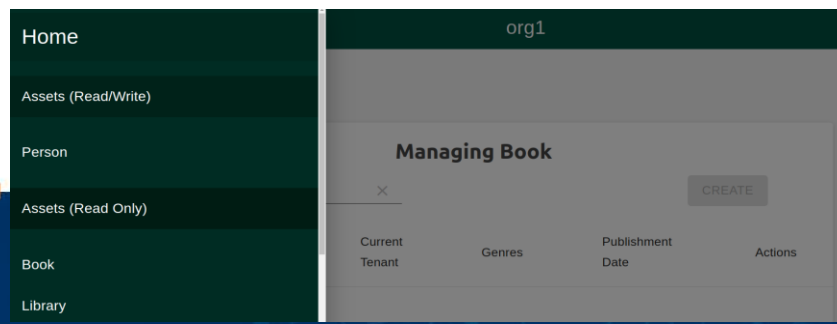 Home
org1
Assets (Read/Write)
Person
Assets (Read Only)
Book
Library
Managing Book
CREATE
Current
Tenant
Genres
Publishment
Date
Actions